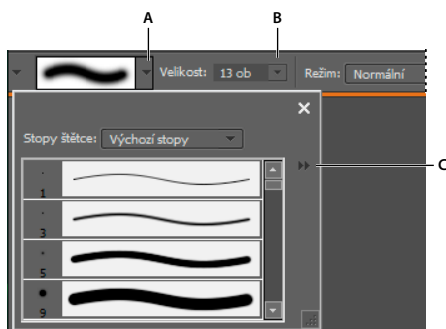 A
B
Velikost: 13 ob
Režim: Normální
Stopy štětce: Výchozí stopy
C
1
3
5
9